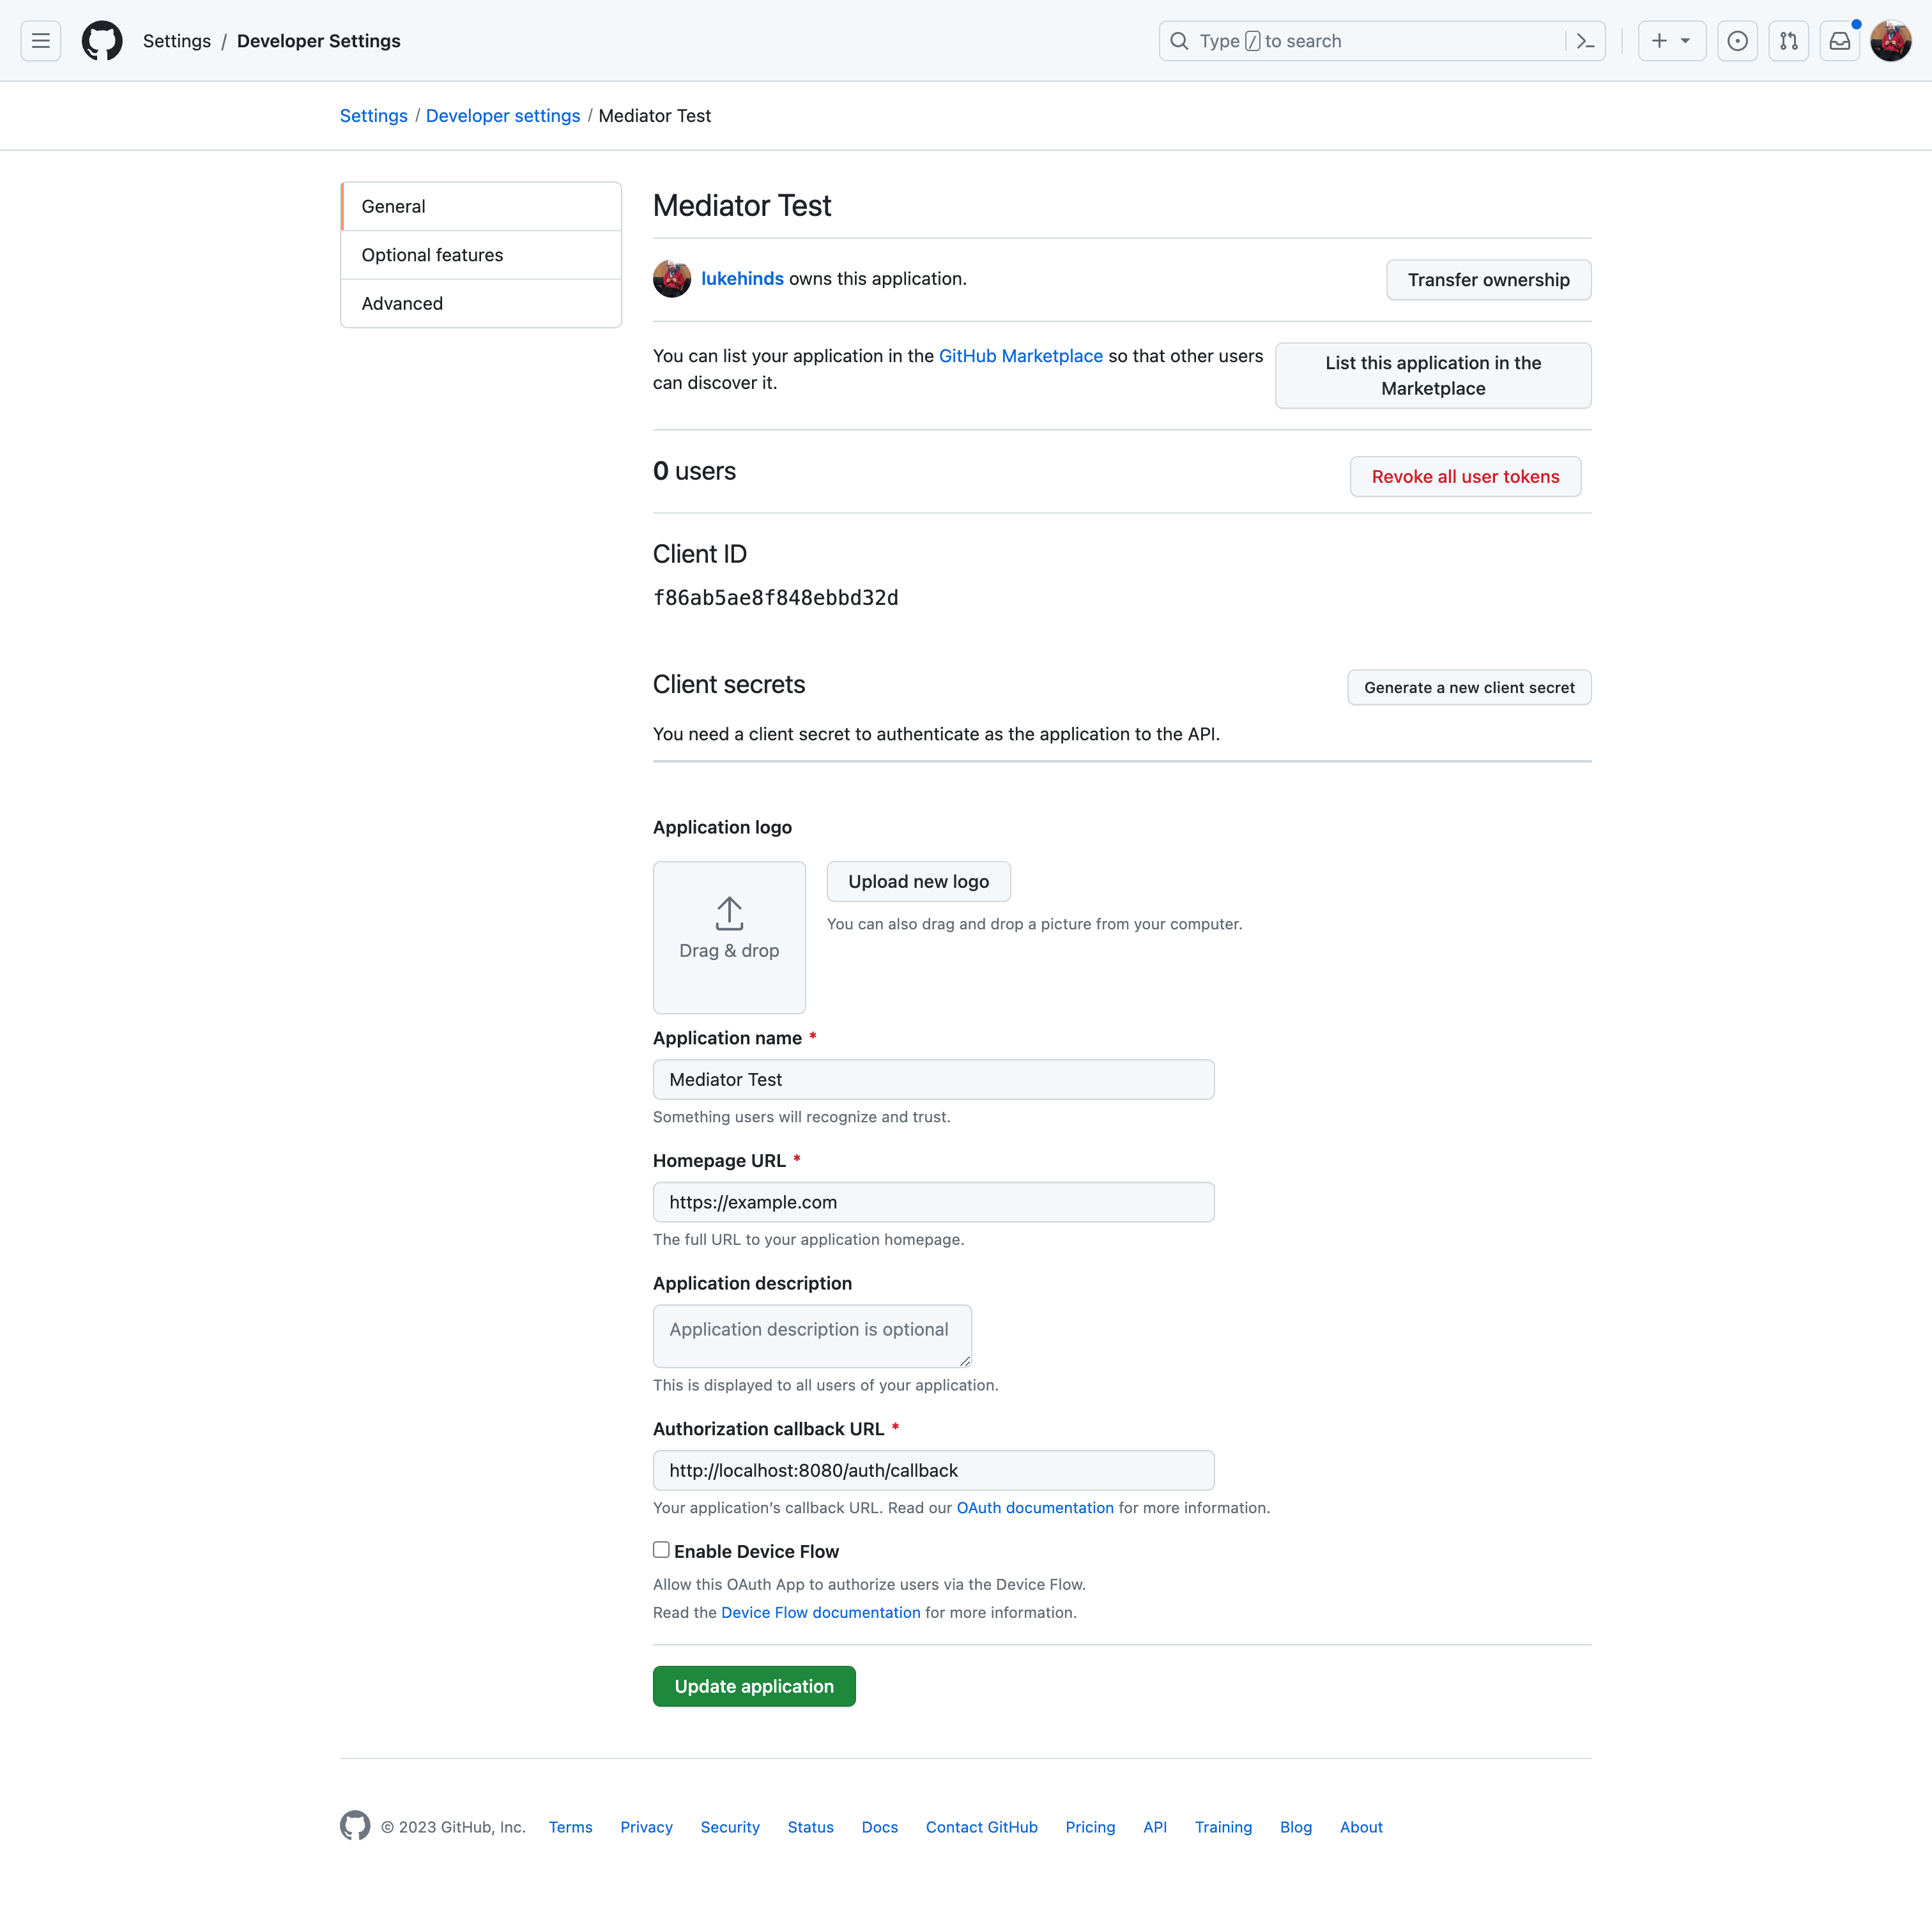 Settings / Developer Settings
Type / to search
Settings / Developer settings / Mediator Test
General
Optional features
Advanced
Mediator Test
lukehinds owns this application.
Transfer ownership
You can list your application in the GitHub Marketplace so that other users
can discover it.
List this application in the
Marketplace
0 users
Revoke all user tokens
Client ID
f86ab5ae8f848ebbd32d
Client secrets
Generate a new client secret
You need a client secret to authenticate as the application to the API.
Application logo
Drag & drop
Upload new logo
You can also drag and drop a picture from your computer.
Application name *
Mediator Test
Something users will recognize and trust.
Homepage URL *
https://example.com
The full URL to your application homepage.
Application description
Application description is optional
This is displayed to all users of your application.
Authorization callback URL *
http://localhost:8080/auth/callback
Your application’s callback URL. Read our OAuth documentation for more information.
Enable Device Flow
Allow this OAuth App to authorize users via the Device Flow.
Read the Device Flow documentation for more information.
Update application
© 2023 GitHub, Inc. Terms Privacy Security Status Docs Contact GitHub Pricing API Training Blog About